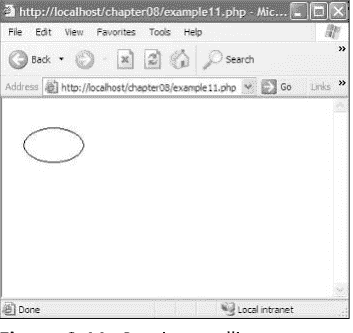 http://localhost/chapter08/example11.php - Mic...
File Edit View Favorites Tools Help
Back Search
Address http://localhost/chapter08/example11.php Go Links
Done Local intranet